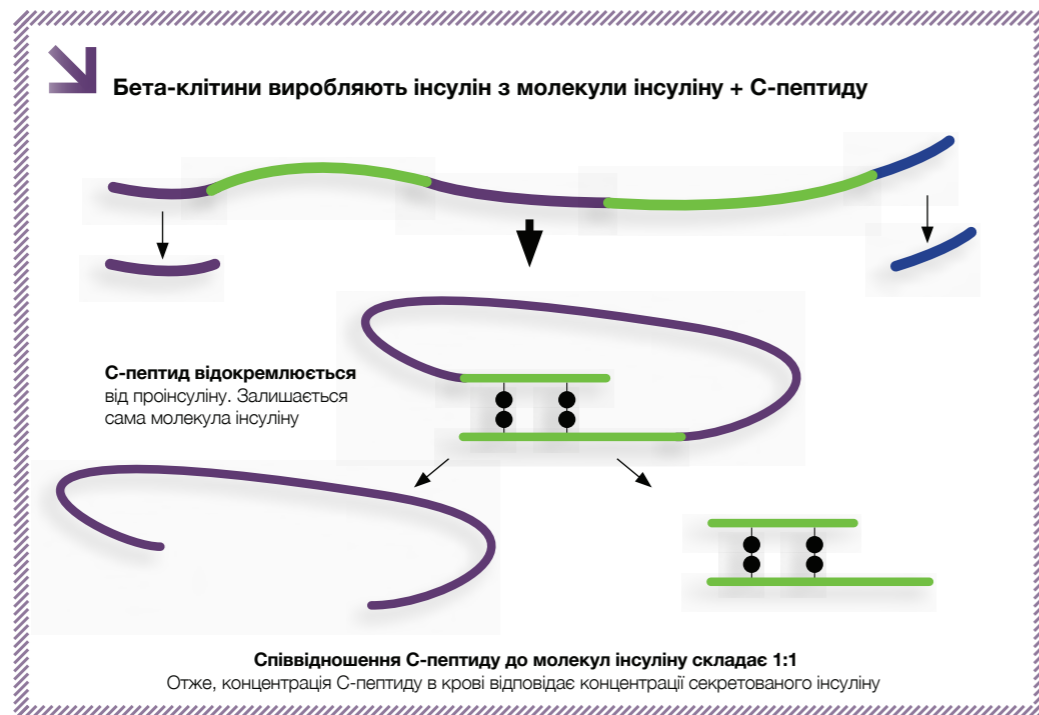 Бета-клітини виробляють інсулін з молекули інсуліну + С-пептиду
С-пептид відокремлюється
від проінсуліну. Залишається
сама молекула інсуліну
Співвідношення С-пептиду до молекул інсуліну складає 1:1
Отже, концентрація С-пептиду в крові відповідає концентрації секретованого інсуліну